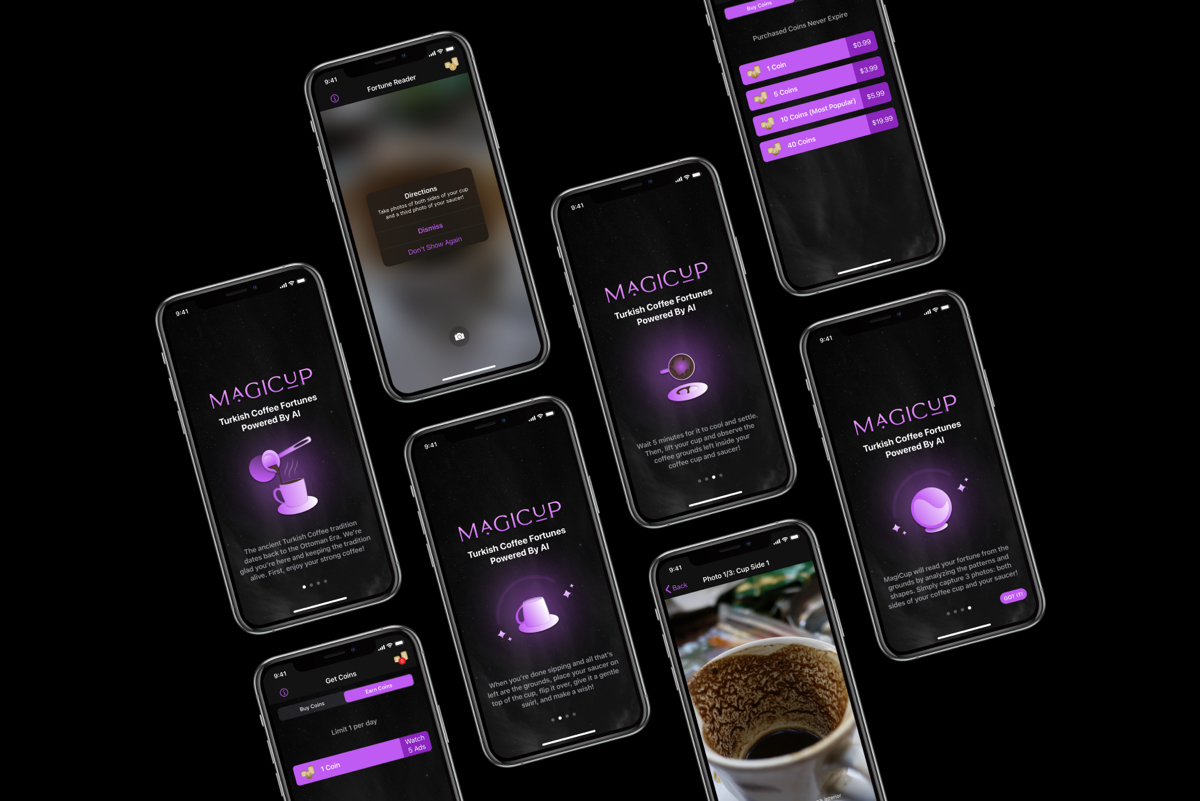 9:41
Fortune Reader
Directions
Take photos of both sides of your cup
and a third photo of your saucer!
Dismiss
Don't Show Again
Buy Coins
Purchased Coins Never Expire
1 Coin
$0.99
5 Coins
$3.99
10 Coins (Most Popular)
$5.99
40 Coins
$19.99
9:41
MAGICUP
Turkish Coffee Fortunes
Powered By AI
The ancient Turkish Coffee tradition
dates back to the Ottoman Era. We're
glad you're here and keeping the tradition
alive. First, enjoy your strong coffee!
9:41
MAGICUP
Turkish Coffee Fortunes
Powered By AI
Wait 5 minutes for it to cool and settle.
Then, lift your cup and observe the
coffee grounds left inside your
coffee cup and saucer!
9:41
MAGICUP
Turkish Coffee Fortunes
Powered By AI
When you're done sipping and all that's
left are the grounds, place your saucer on
top of the cup, flip it over, give it a gentle
swirl, and make a wish!
9:41
MAGICUP
Turkish Coffee Fortunes
Powered By AI
MagiCup will read your fortune from the
grounds by analyzing the patterns and
shapes. Simply capture 3 photos: both
sides of your coffee cup and your saucer!
GOT IT!
9:41
Get Coins
Buy Coins
Earn Coins
Limit 1 per day
1 Coin
Watch
5 Ads
9:41
Back
Photo 1/3: Cup Side 1